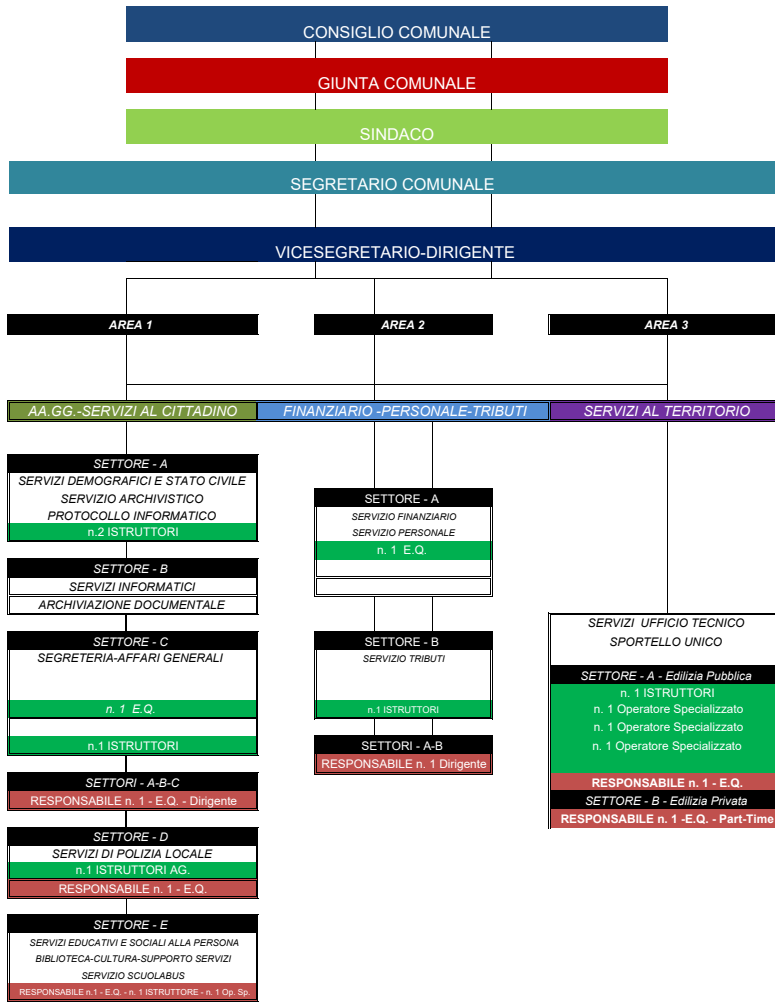 CONSIGLIO COMUNALE
GIUNTA COMUNALE
SINDACO
SEGRETARIO COMUNALE
VICESEGRETARIO-DIRIGENTE
AREA 1
AREA 2
AREA 3
AA.GG.-SERVIZI AL CITTADINO
FINANZIARIO -PERSONALE-TRIBUTI
SERVIZI AL TERRITORIO
SETTORE - A
SERVIZI DEMOGRAFICI E STATO CIVILE
SERVIZIO ARCHIVISTICO
PROTOCOLLO INFORMATICO
n.2 ISTRUTTORI
SETTORE - B
SERVIZI INFORMATICI
ARCHIVIAZIONE DOCUMENTALE
SETTORE - C
SEGRETERIA-AFFARI GENERALI
n. 1 E.Q.
n.1 ISTRUTTORI
SETTORI - A-B-C
RESPONSABILE n. 1 - E.Q. - Dirigente
SETTORE - D
SERVIZI DI POLIZIA LOCALE
n.1 ISTRUTTORI AG.
RESPONSABILE n. 1 - E.Q.
SETTORE - E
SERVIZI EDUCATIVI E SOCIALI ALLA PERSONA
BIBLIOTECA-CULTURA-SUPPORTO SERVIZI
SERVIZIO SCUOLABUS
RESPONSABILE n.1 - E.Q. - n. 1 ISTRUTTORE - n. 1 Op. Sp.
SETTORE - A
SERVIZIO FINANZIARIO
SERVIZIO PERSONALE
n. 1 E.Q.
SETTORE - B
SERVIZIO TRIBUTI
n.1 ISTRUTTORI
SETTORI - A-B
RESPONSABILE n. 1 Dirigente
SERVIZI UFFICIO TECNICO
SPORTELLO UNICO
SETTORE - A - Edilizia Pubblica
n. 1 ISTRUTTORI
n. 1 Operatore Specializzato
n. 1 Operatore Specializzato
n. 1 Operatore Specializzato
RESPONSABILE n. 1 - E.Q.
SETTORE - B - Edilizia Privata
RESPONSABILE n. 1 -E.Q. - Part-Time